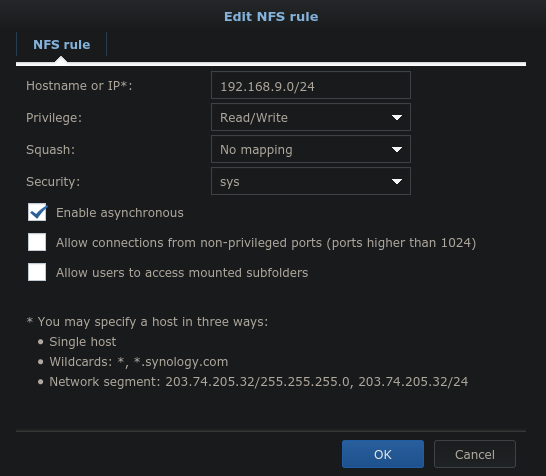 Edit NFS rule
NFS rule
Hostname or IP*: 192.168.9.0/24
Privilege: Read/Write
Squash: No mapping
Security: sys
Enable asynchronous
Allow connections from non-privileged ports (ports higher than 1024)
Allow users to access mounted subfolders
* You may specify a host in three ways:
• Single host
• Wildcards: *, *.synology.com
• Network segment: 203.74.205.32/255.255.255.0, 203.74.205.32/24
OK Cancel